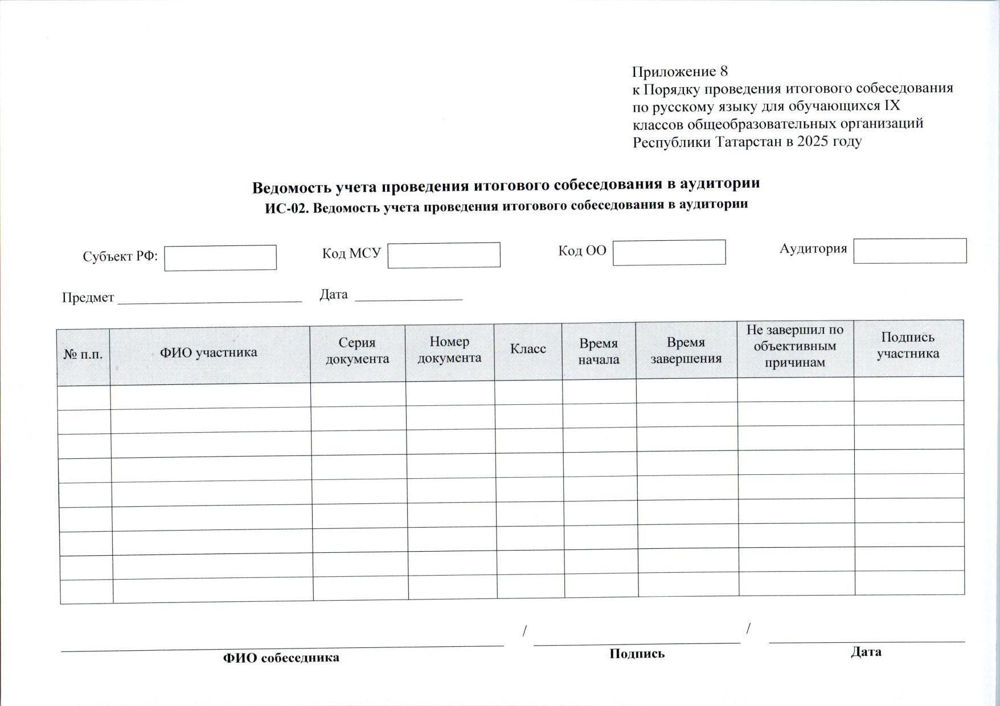 Приложение 8
к Порядку проведения итогового собеседования
по русскому языку для обучающихся IX
классов общеобразовательных организаций
Республики Татарстан в 2025 году
Ведомость учета проведения итогового собеседования в аудитории
ИС-02. Ведомость учета проведения итогового собеседования в аудитории
Субъект РФ: Код МСУ Код ОО Аудитория
Предмет Дата
№ п.п.
ФИО участника
Серия
документа
Номер
документа
Класс
Время
начала
Время
завершения
Не завершил по
объективным
причинам
Подпись
участника
/ /
ФИО собеседника Подпись Дата